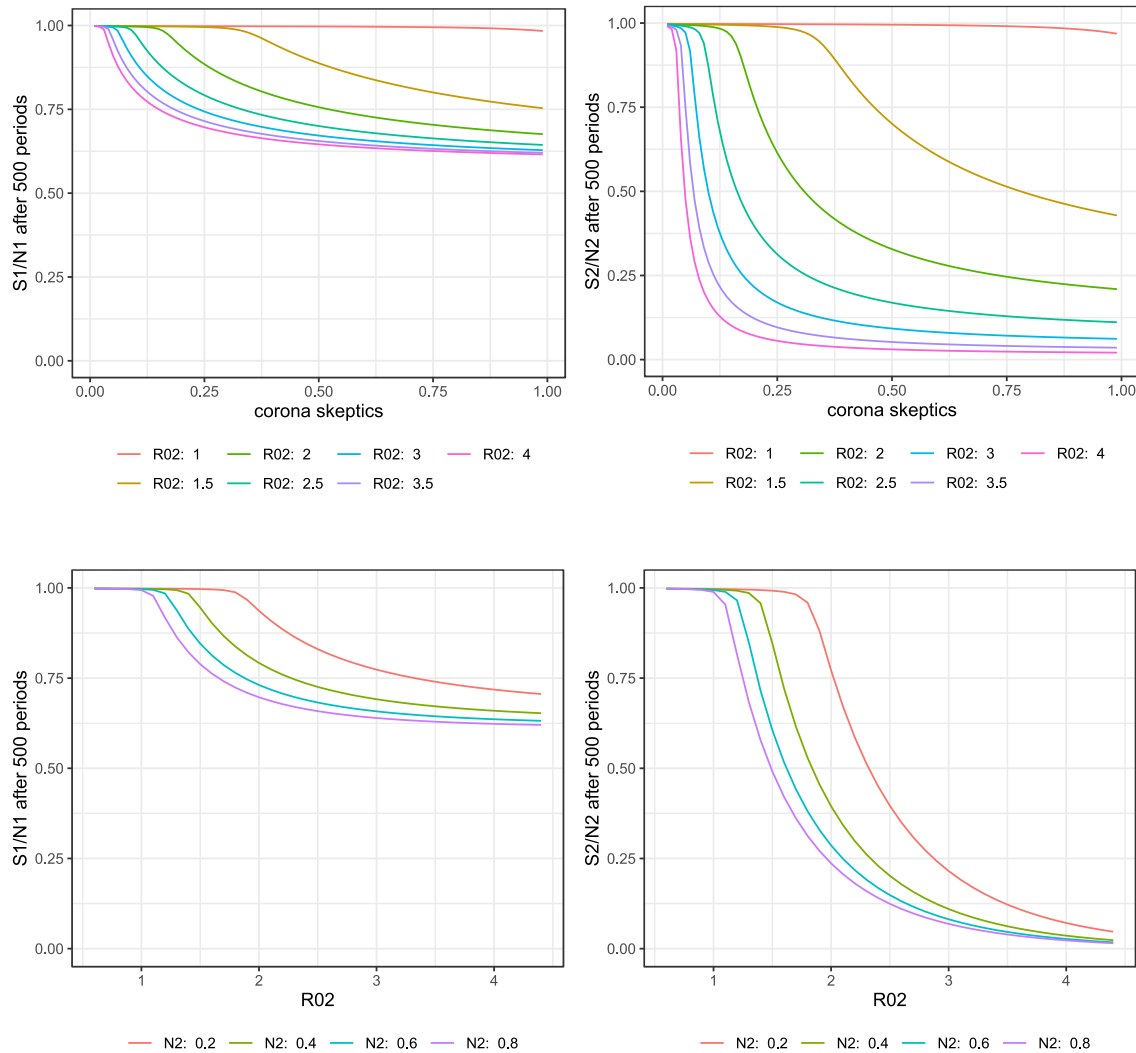 1.00
0.75
0.50
0.25
0.00
S1/N1 after 500 periods
0.00 0.25 0.50 0.75 1.00
corona skeptics
R02: 1 R02: 2 R02: 3 R02: 4
R02: 1.5 R02: 2.5 R02: 3.5
1.00
0.75
0.50
0.25
0.00
S2/N2 after 500 periods
0.00 0.25 0.50 0.75 1.00
corona skeptics
R02: 1 R02: 2 R02: 3 R02: 4
R02: 1.5 R02: 2.5 R02: 3.5
1.00
0.75
0.50
0.25
0.00
S1/N1 after 500 periods
1 2 3 4
R02
N2: 0.2 N2: 0.4 N2: 0.6 N2: 0.8
1.00
0.75
0.50
0.25
0.00
S2/N2 after 500 periods
1 2 3 4
R02
N2: 0.2 N2: 0.4 N2: 0.6 N2: 0.8